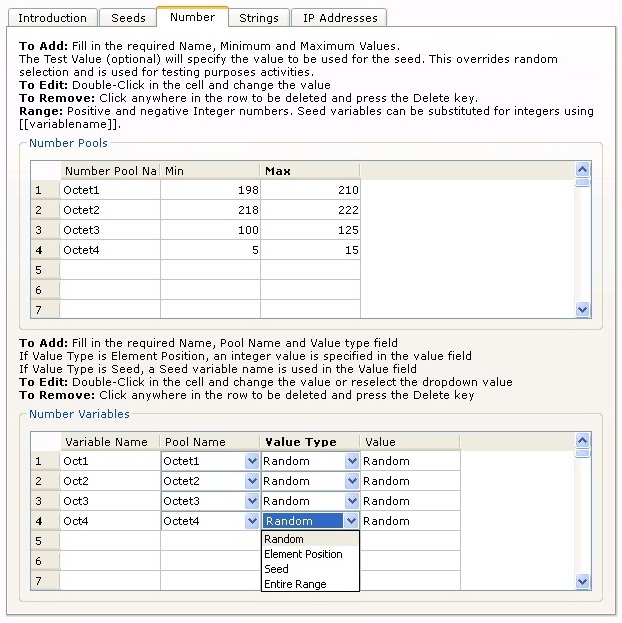 Introduction Seeds Number Strings IP Addresses
To Add: Fill in the required Name, Minimum and Maximum Values.
The Test Value (optional) will specify the value to be used for the seed. This overrides random
selection and is used for testing purposes activities.
To Edit: Double-Click in the cell and change the value
To Remove: Click anywhere in the row to be deleted and press the Delete key.
Range: Positive and negative Integer numbers. Seed variables can be substituted for integers using
[[variablename]].
Number Pools
Number Pool Na Min Max
1 Octet1 198 210
2 Octet2 218 222
3 Octet3 100 125
4 Octet4 5 15
5
6
7
To Add: Fill in the required Name, Pool Name and Value type field
If Value Type is Element Position, an integer value is specified in the value field
If Value Type is Seed, a Seed variable name is used in the Value field
To Edit: Double-Click in the cell and change the value or reselect the dropdown value
To Remove: Click anywhere in the row to be deleted and press the Delete key
Number Variables
Variable Name Pool Name Value Type Value
1 Oct1 Octet1 Random Random
2 Oct2 Octet2 Random Random
3 Oct3 Octet3 Random Random
4 Oct4 Octet4 Random Random
5 Random
Element Position
6 Seed
7 Entire Range